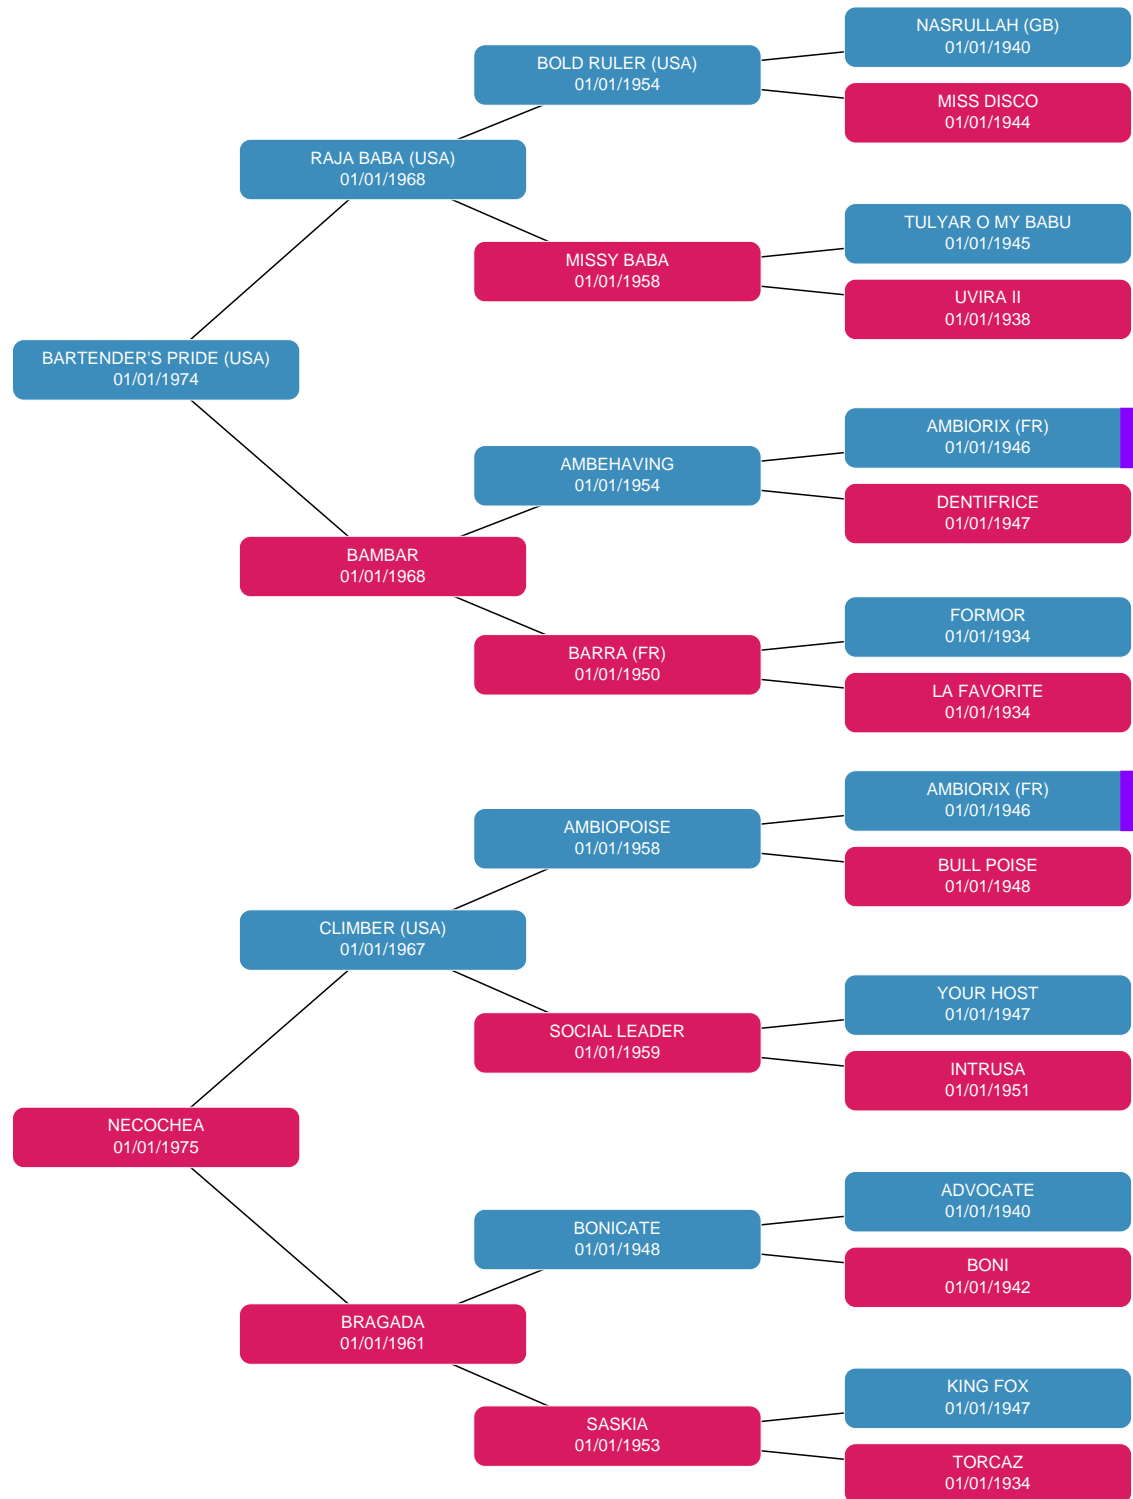 NASRULLAH (GB)
01/01/1940
BOLD RULER (USA)
01/01/1954
MISS DISCO
01/01/1944
RAJA BABA (USA)
01/01/1968
TULYAR O MY BABU
01/01/1945
MISSY BABA
01/01/1958
UVIRA II
01/01/1938
BARTENDER'S PRIDE (USA)
01/01/1974
AMBIORIX (FR)
01/01/1946
AMBEHAVING
01/01/1954
DENTIFRICE
01/01/1947
BAMBAR
01/01/1968
FORMOR
01/01/1934
BARRA (FR)
01/01/1950
LA FAVORITE
01/01/1934
AMBIORIX (FR)
01/01/1946
AMBIOPOISE
01/01/1958
BULL POISE
01/01/1948
CLIMBER (USA)
01/01/1967
YOUR HOST
01/01/1947
SOCIAL LEADER
01/01/1959
INTRUSA
01/01/1951
NECOCHEA
01/01/1975
ADVOCATE
01/01/1940
BONICATE
01/01/1948
BONI
01/01/1942
BRAGADA
01/01/1961
KING FOX
01/01/1947
SASKIA
01/01/1953
TORCAZ
01/01/1934